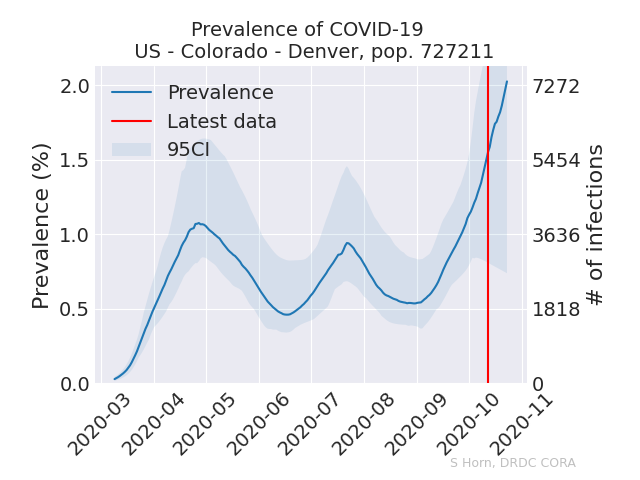 Prevalence of COVID-19
US - Colorado - Denver, pop. 727211
Prevalence
Latest data
95CI
Prevalence (%)
2.0
1.5
1.0
0.5
0.0
7272
5454
3636
1818
0
# of infections
2020-03
2020-04
2020-05
2020-06
2020-07
2020-08
2020-09
2020-10
2020-11
S Horn, DRDC CORA